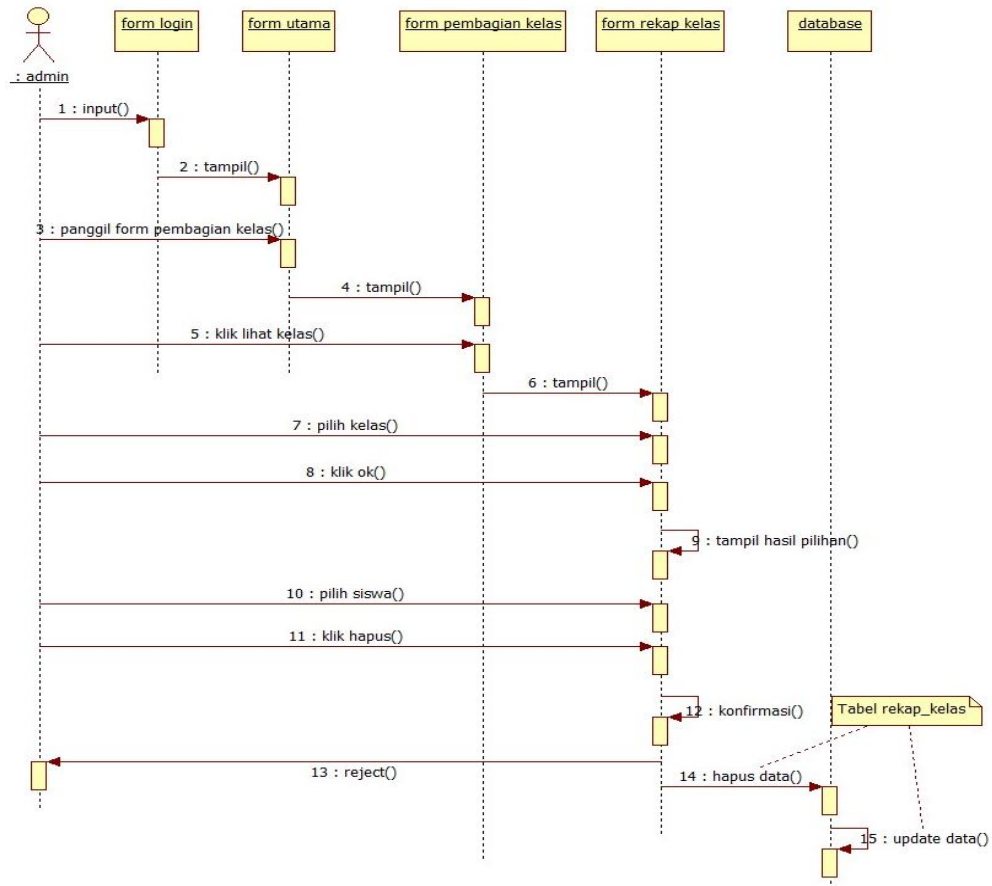 form login
form utama
form pembagian kelas
form rekap kelas
database
: admin
1 : input()
2 : tampil()
3 : panggil form pembagian kelas()
4 : tampil()
5 : klik lihat kelas()
6 : tampil()
7 : pilih kelas()
8 : klik ok()
9 : tampil hasil pilihan()
10 : pilih siswa()
11 : klik hapus()
12 : konfirmasi()
Tabel rekap_kelas
13 : reject()
14 : hapus data()
15 : update data()